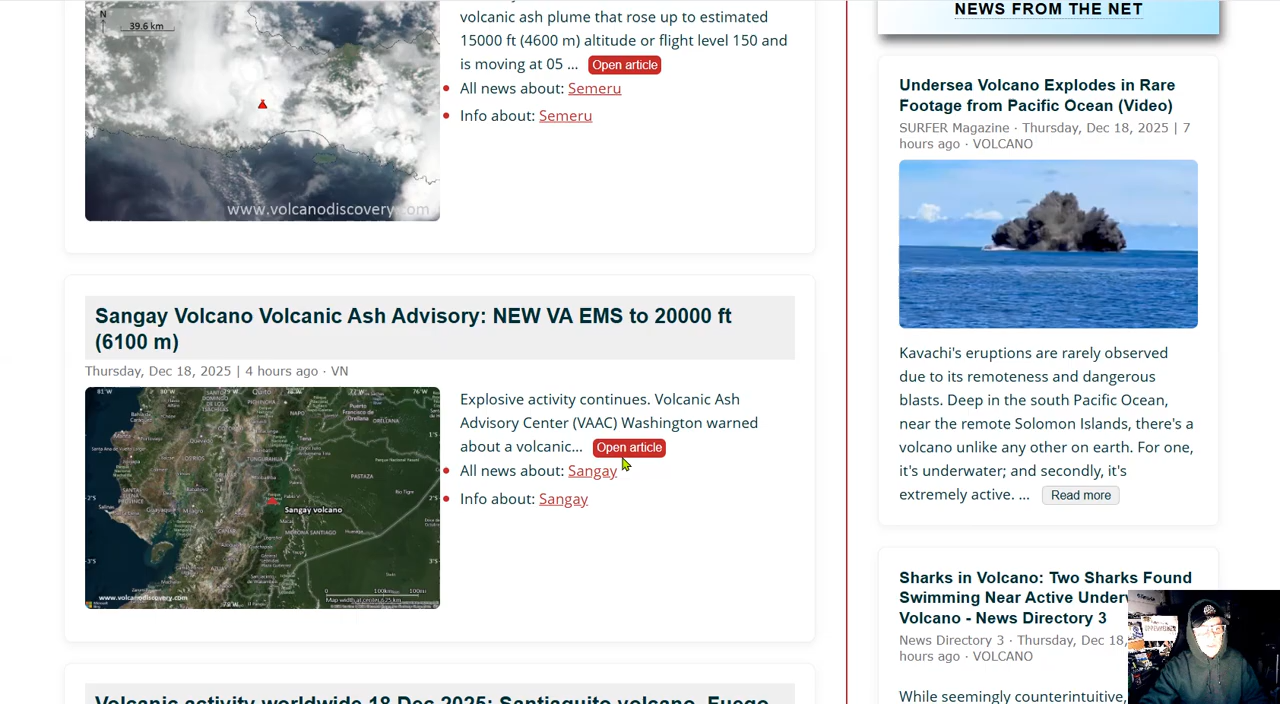 N
39.6 km
www.volcanodiscovery.com
volcanic ash plume that rose up to estimated
15000 ft (4600 m) altitude or flight level 150 and
is moving at 05 ... Open article
All news about: Semeru
Info about: Semeru
Sangay Volcano Volcanic Ash Advisory: NEW VA EMS to 20000 ft
(6100 m)
Thursday, Dec 18, 2025 | 4 hours ago · VN
Sangay volcano
www.volcanodiscovery.com
Explosive activity continues. Volcanic Ash
Advisory Center (VAAC) Washington warned
about a volcanic... Open article
All news about: Sangay
Info about: Sangay
Volcanic activity worldwide 18 Dec 2025: Santiaguito volcano, Fuego,
NEWS FROM THE NET
Undersea Volcano Explodes in Rare
Footage from Pacific Ocean (Video)
SURFER Magazine · Thursday, Dec 18, 2025 | 7
hours ago · VOLCANO
Kavachi's eruptions are rarely observed
due to its remoteness and dangerous
blasts. Deep in the south Pacific Ocean,
near the remote Solomon Islands, there's a
volcano unlike any other on earth. For one,
it's underwater; and secondly, it's
extremely active. ... Read more
Sharks in Volcano: Two Sharks Found
Swimming Near Active
Volcano - News Directory 3
News Directory 3 · Thursday, Dec 18,
hours ago · VOLCANO
While seemingly counterintuitive,